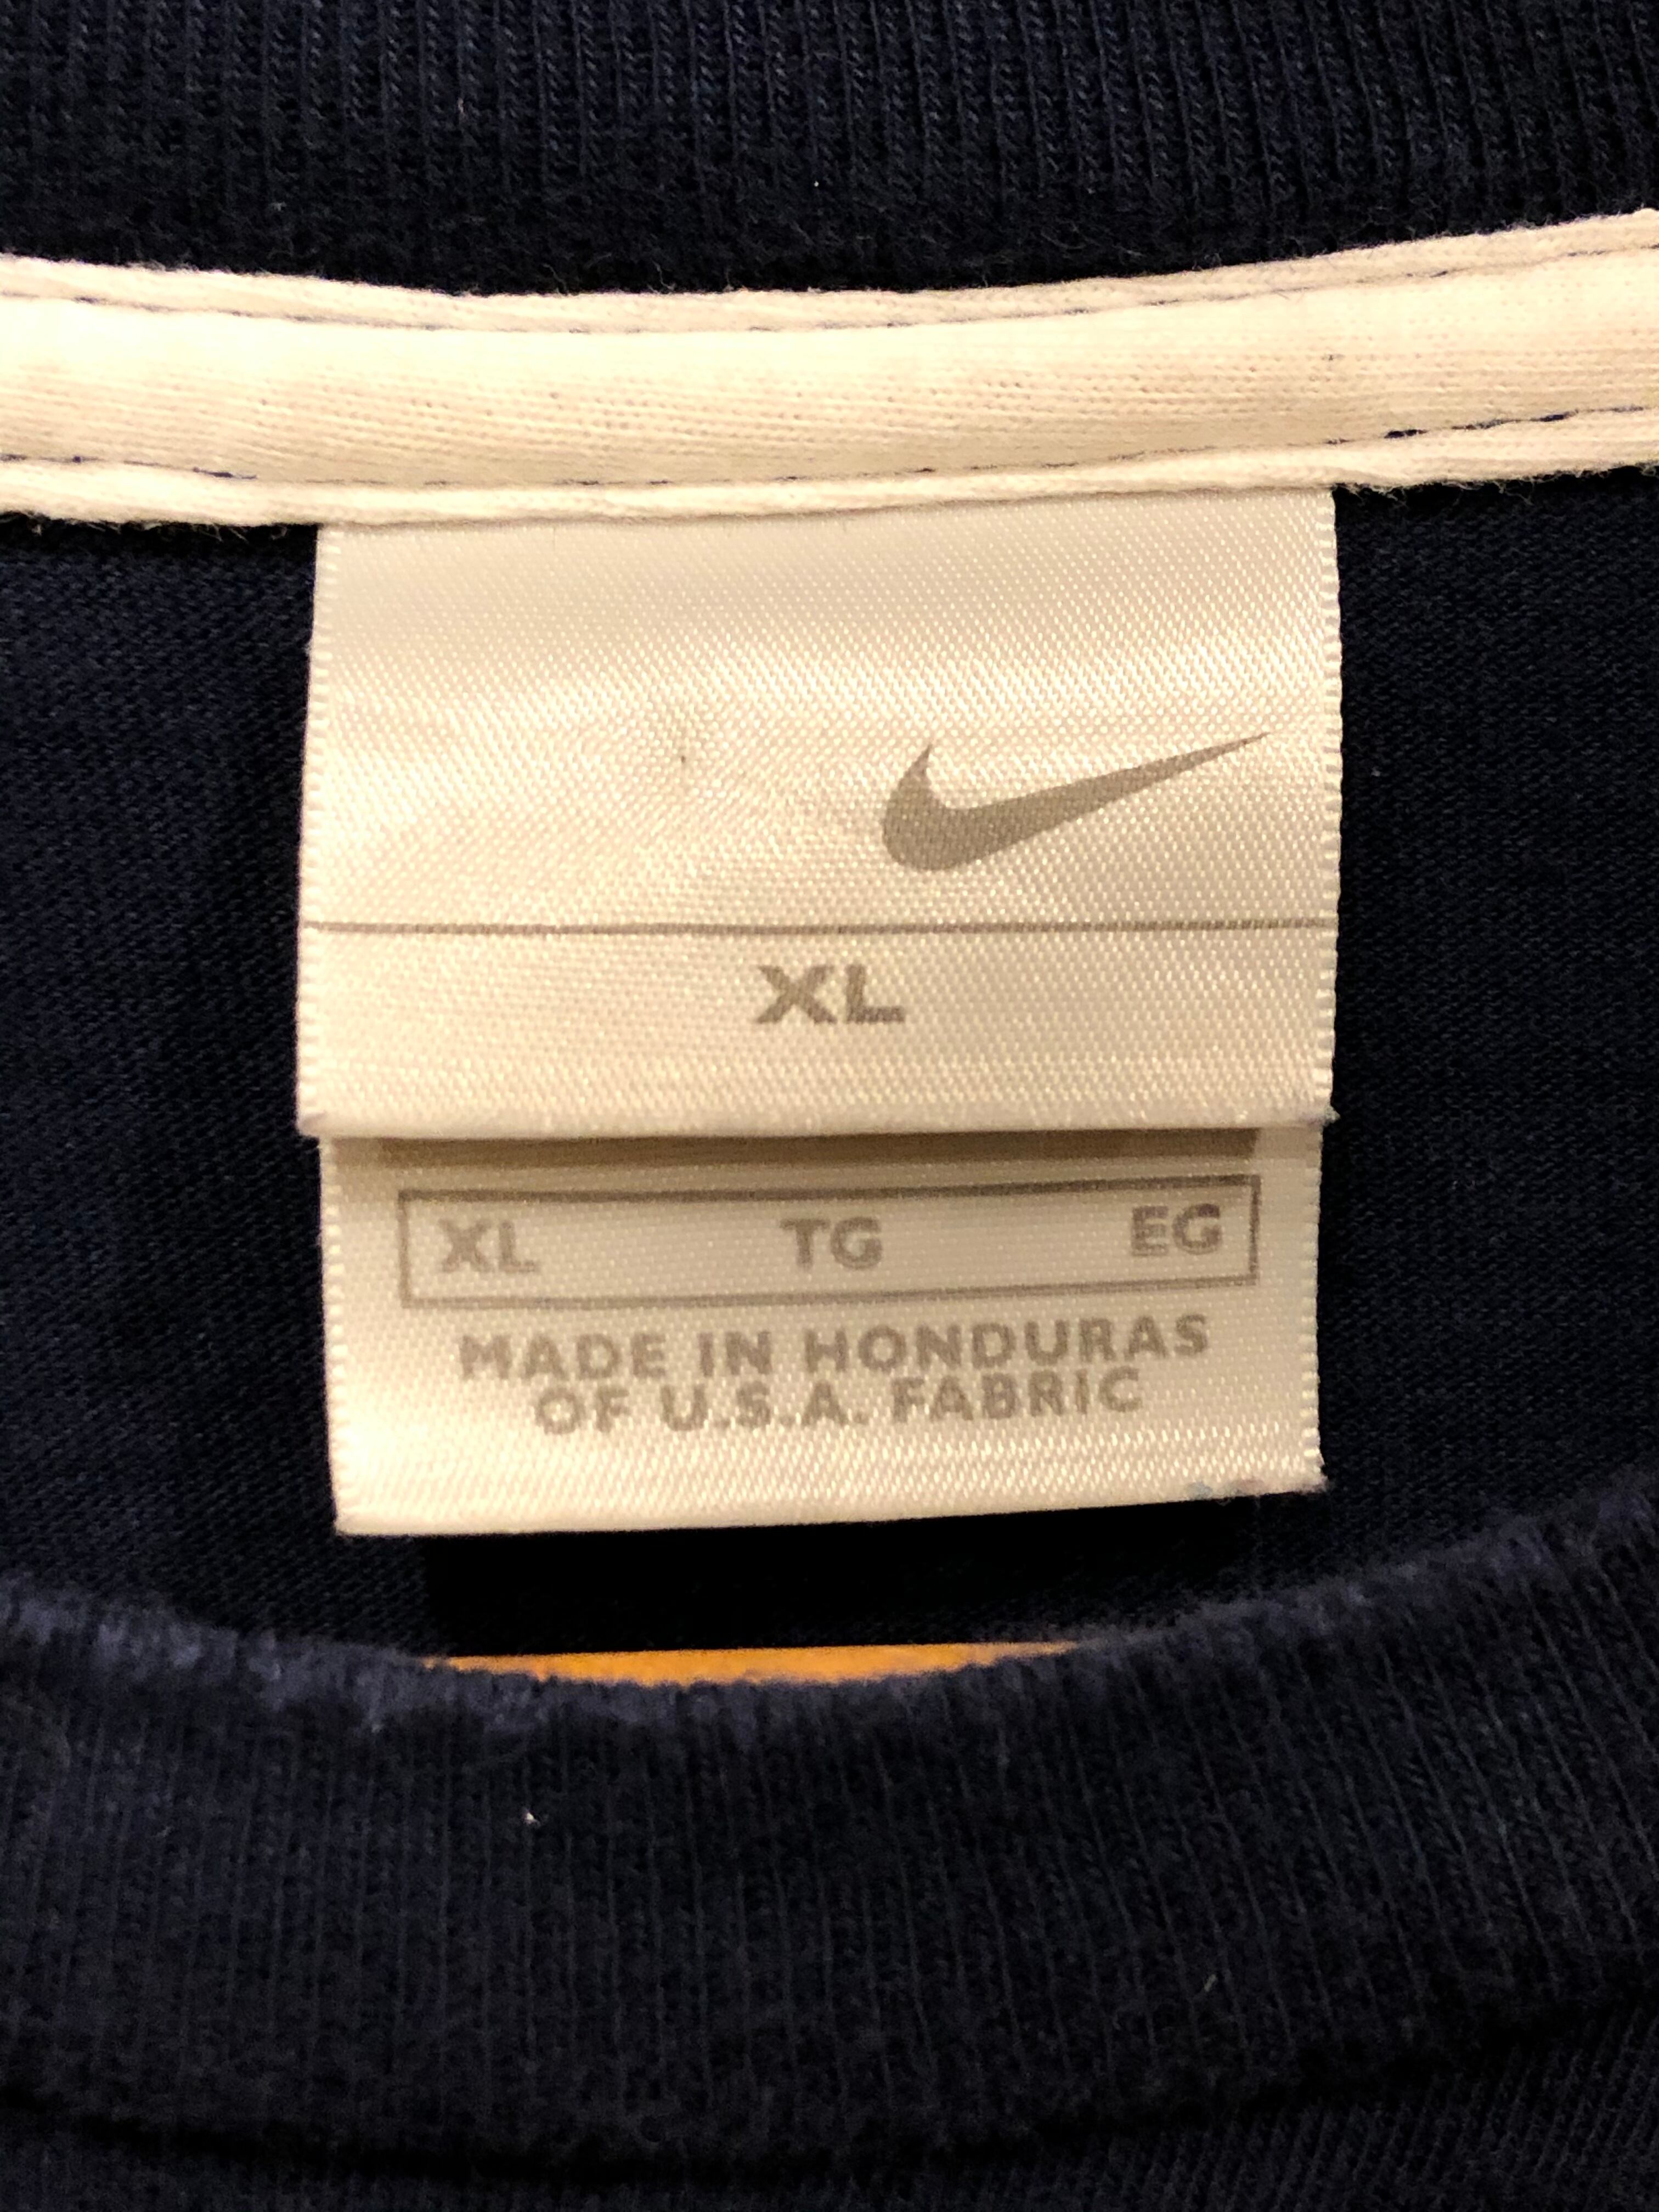 XL
XL TG EG
MADE IN HONDURAS
OF U.S.A. FABRIC